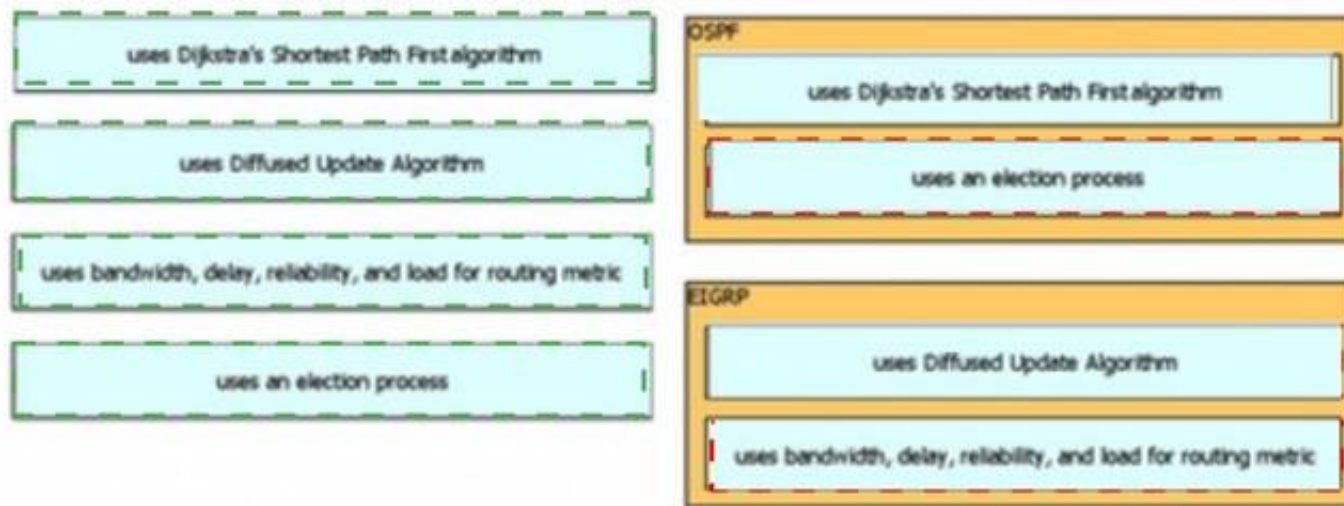 uses Dijkstra's Shortest Path First algorithm
uses Diffused Update Algorithm
uses bandwidth, delay, reliability, and load for routing metric
uses an election process
OSPF
uses Dijkstra's Shortest Path First algorithm
uses an election process
EIGRP
uses Diffused Update Algorithm
uses bandwidth, delay, reliability, and load for routing metric